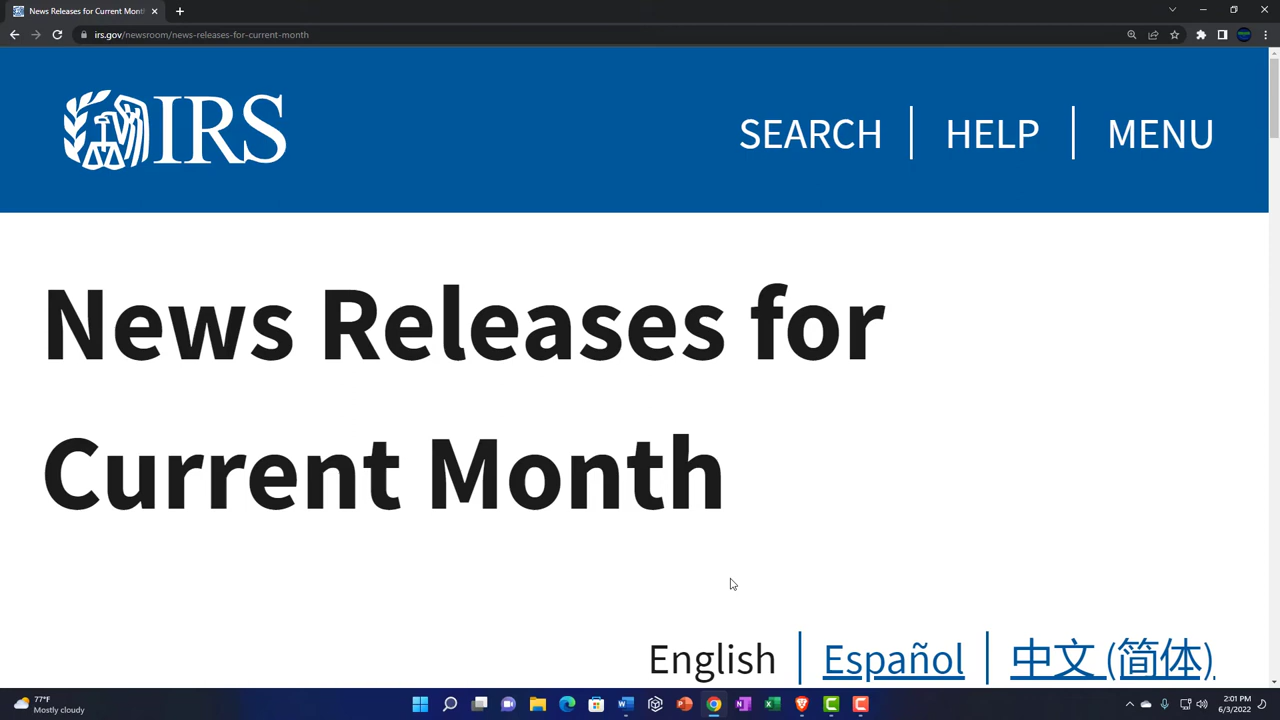 News Releases for Current Month
irs.gov/newsroom/news-releases-for-current-month
IRS
SEARCH
HELP
MENU
News Releases for
Current Month
English
Español
中文 (简体)
77°F
Mostly cloudy
2:01 PM
6/3/2022